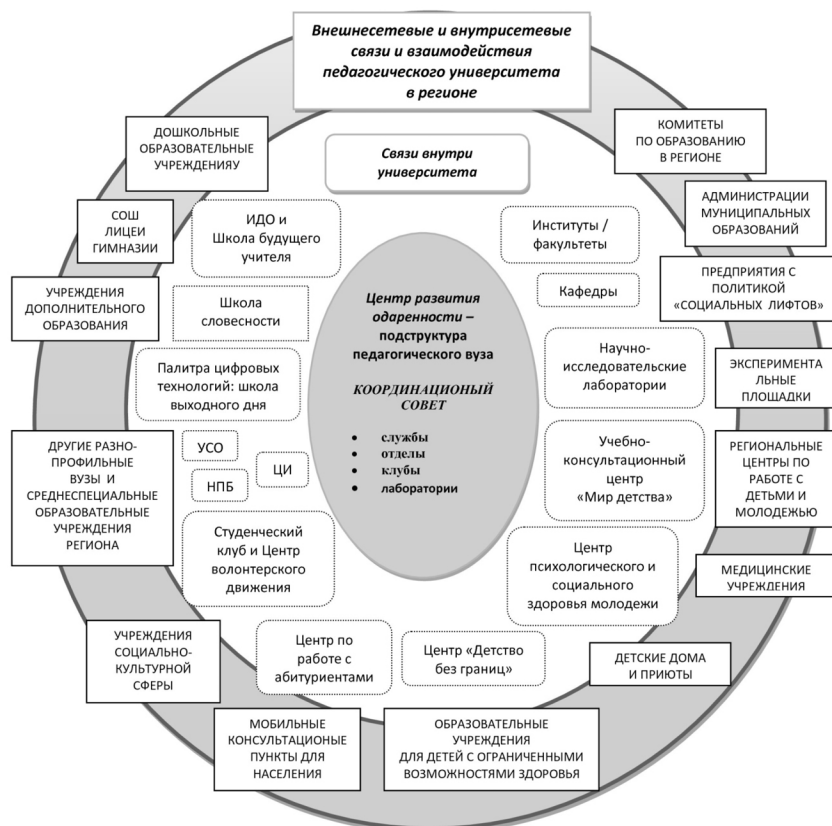 Внешнесетевые и внутрисетевые
связи и взаимодействия
педагогического университета
в регионе
Связи внутри
университета
ДОШКОЛЬНЫЕ
ОБРАЗОВАТЕЛЬНЫЕ
УЧРЕЖДЕНИЯУ
СОШ
ЛИЦЕИ
ГИМНАЗИИ
УЧРЕЖДЕНИЯ
ДОПОЛНИТЕЛЬНОГО
ОБРАЗОВАНИЯ
ДРУГИЕ РАЗНО-
ПРОФИЛЬНЫЕ
ВУЗЫ И
СРЕДНЕСПЕЦИАЛЬНЫЕ
ОБРАЗОВАТЕЛЬНЫЕ
УЧРЕЖДЕНИЯ
РЕГИОНА
УЧРЕЖДЕНИЯ
СОЦИАЛЬНО-
КУЛЬТУРНОЙ
СФЕРЫ
МОБИЛЬНЫЕ
КОНСУЛЬТАЦИОНЫЕ
ПУНКТЫ ДЛЯ
НАСЕЛЕНИЯ
ИДО и
Школа будущего
учителя
Школа
словесности
Палитра цифровых
технологий: школа
выходного дня
УСО
НПБ
ЦИ
Студенческий
клуб и Центр
волонтерского
движения
Центр по
работе с
абитуриентами
Центр развития
одаренности –
подструктура
педагогического вуза
КООРДИНАЦИОНЫЙ
СОВЕТ
• службы
• отделы
• клубы
• лаборатории
Институты /
факультеты
Кафедры
Научно-
исследовательские
лаборатории
Учебно-
консультационный
центр
«Мир детства»
Центр
психологического и
социального
здоровья молодежи
Центр «Детство
без границ»
КОМИТЕТЫ
ПО ОБРАЗОВАНИЮ
В РЕГИОНЕ
АДМИНИСТРАЦИИ
МУНИЦИПАЛЬНЫХ
ОБРАЗОВАНИЙ
ПРЕДПРИЯТИЯ С
ПОЛИТИКОЙ
«СОЦИАЛЬНЫХ ЛИФТОВ»
ЭКСПЕРИМЕНТА
ЛЬНЫЕ
ПЛОЩАДКИ
РЕГИОНАЛЬНЫЕ
ЦЕНТРЫ ПО
РАБОТЕ С
ДЕТЬМИ И
МОЛОДЕЖЬЮ
МЕДИЦИНСКИЕ
УЧРЕЖДЕНИЯ
ДЕТСКИЕ ДОМА
И ПРИЮТЫ
ОБРАЗОВАТЕЛЬНЫЕ
УЧРЕЖДЕНИЯ
ДЛЯ ДЕТЕЙ С ОГРАНИЧЕННЫМИ
ВОЗМОЖНОСТЯМИ ЗДОРОВЬЯ